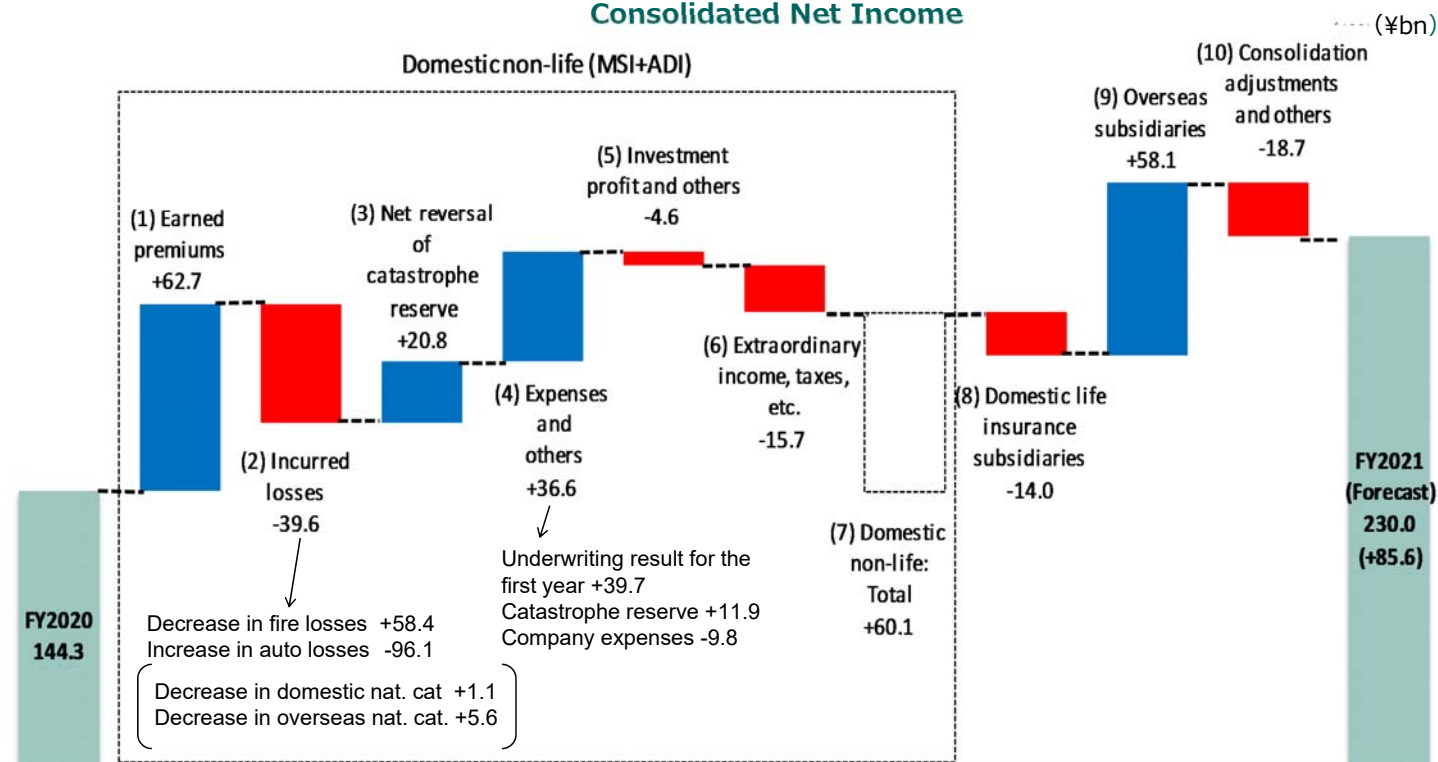 Consolidated Net Income
(¥bn)
Domestic non-life (MSI+ADI)
(1) Earned
premiums
+62.7
(2) Incurred
losses
-39.6
(3) Net reversal
of
catastrophe
reserve
+20.8
(4) Expenses
and
others
+36.6
(5) Investment
profit and others
-4.6
(6) Extraordinary
income, taxes,
etc.
-15.7
(7) Domestic
non-life:
Total
+60.1
(8) Domestic life
insurance
subsidiaries
-14.0
(9) Overseas
subsidiaries
+58.1
(10) Consolidation
adjustments
and others
-18.7
FY2020
144.3
Decrease in fire losses +58.4
Increase in auto losses -96.1
Decrease in domestic nat. cat +1.1
Decrease in overseas nat. cat. +5.6
Underwriting result for the
first year +39.7
Catastrophe reserve +11.9
Company expenses -9.8
FY2021
(Forecast)
230.0
(+85.6)